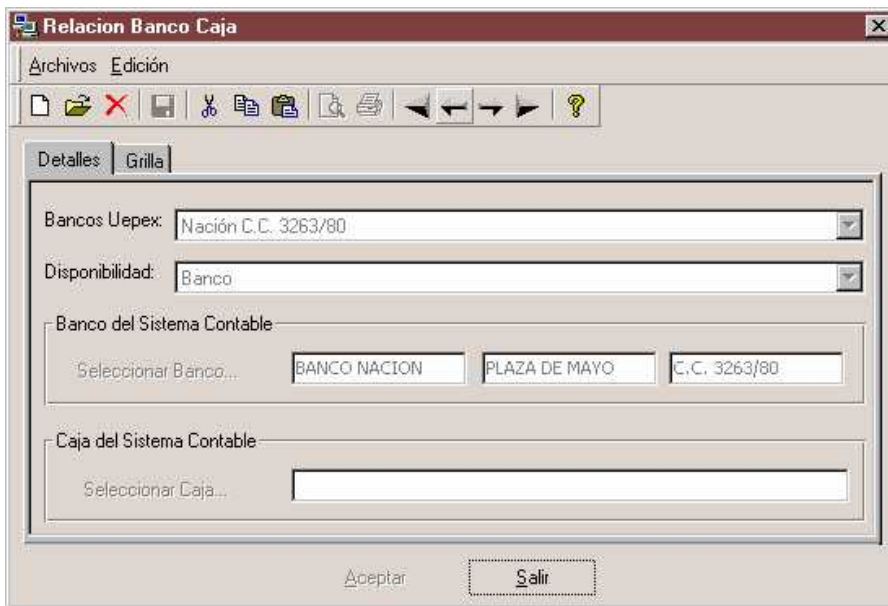 Relacion Banco Caja
Archivos Edición
Detalles Grilla
Bancos Uepex: Nación C.C. 3263/80
Disponibilidad: Banco
Banco del Sistema Contable
Seleccionar Banco... BANCO NACION PLAZA DE MAYO C.C. 3263/80
Caja del Sistema Contable
Seleccionar Caja...
Aceptar Salir